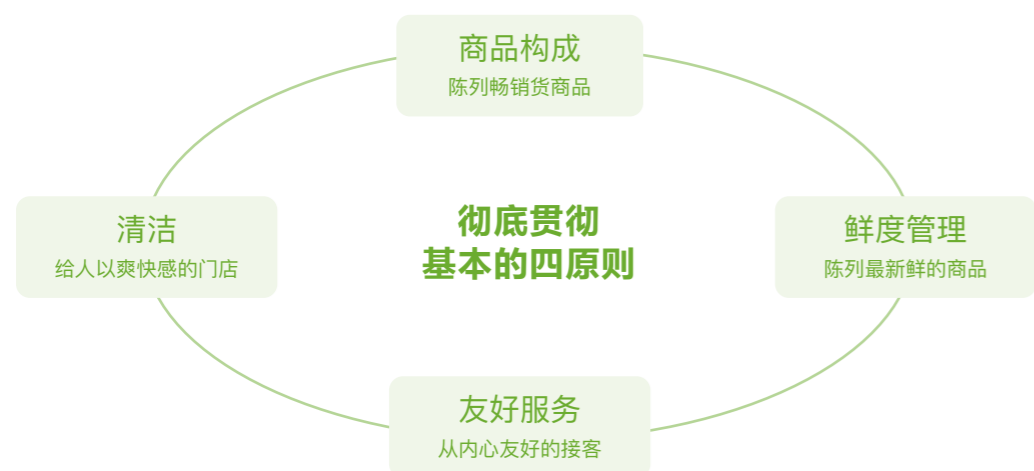 商品构成
陈列畅销货商品
清洁
给人以爽快感的门店
彻底贯彻
基本的四原则
鲜度管理
陈列最新鲜的商品
友好服务
从内心友好的接客